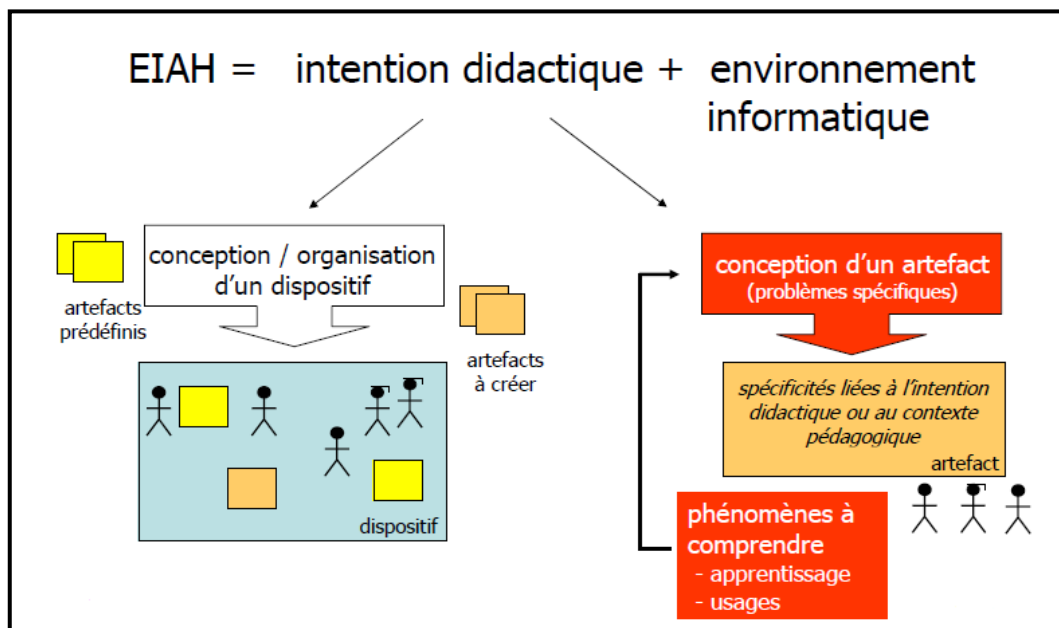 EIAH = intention didactique + environnement
informatique
conception / organisation
d'un dispositif
artefacts
prédéfinis
artefacts
à créer
dispositif
conception d'un artefact
(problèmes spécifiques)
spécificités liées à l'intention
didactique ou au contexte
pédagogique
artefact
phénomènes à
comprendre
- apprentissage
- usages